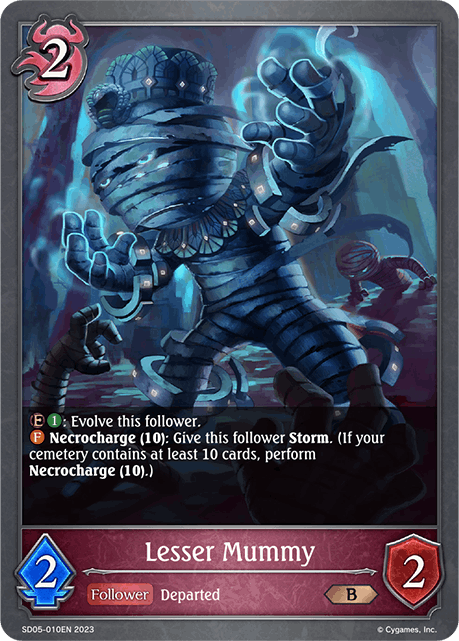 2
E 1: Evolve this follower.
F Necrocharge (10): Give this follower Storm. (If your
cemetery contains at least 10 cards, perform
Necrocharge (10).)
Lesser Mummy
2
Follower Departed
B
2
SD05-010EN 2023
© Cygames, Inc.